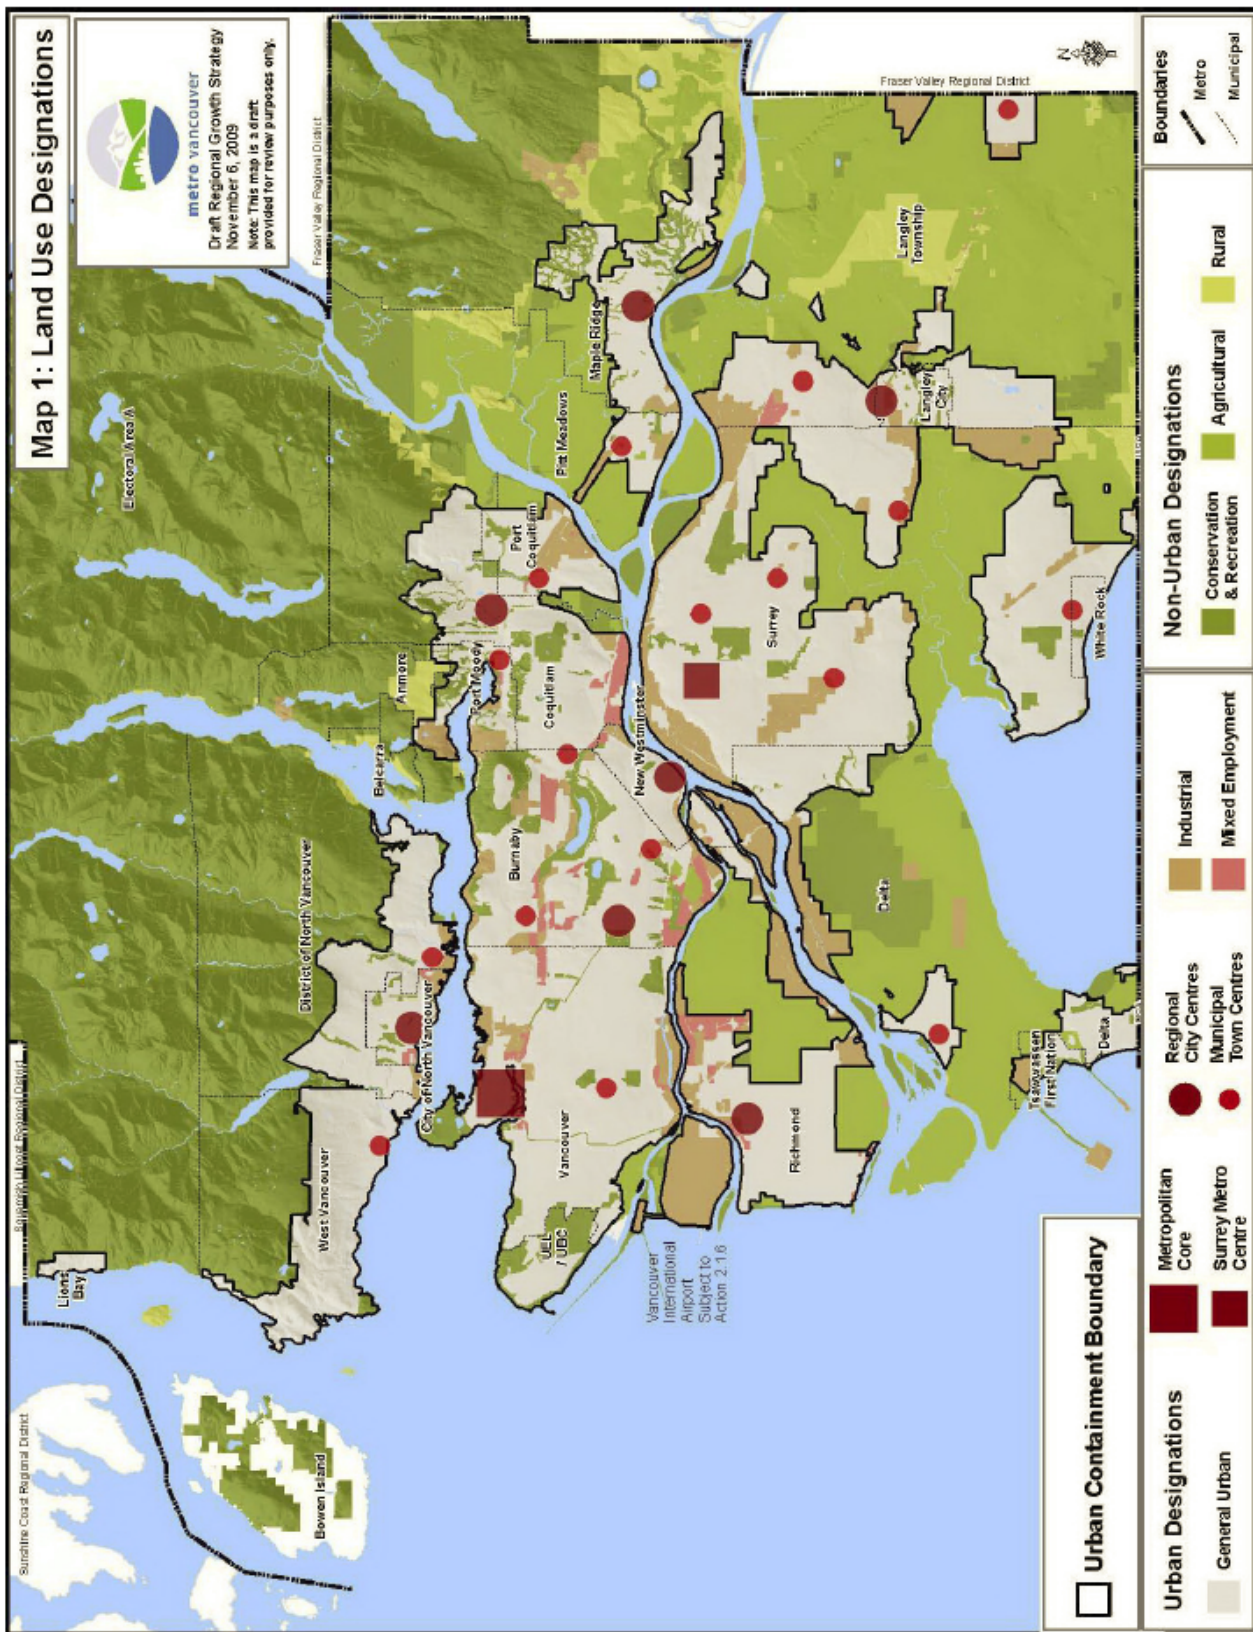 Map 1: Land Use Designations
metro vancouver
Draft Regional Growth Strategy
November 6, 2009
Note: This map is a draft
provided for review purposes only.
Sunshine Coast Regional District
Fraser Valley Regional District
Fraser Valley Regional District
N
Lions
Bay
Bowen Island
Electoral Area A
West Vancouver
District of North Vancouver
City of North Vancouver
Belcarra
Anmore
Port Moody
Coquitlam
Port
Coquitlam
Pitt Meadows
Maple Ridge
Burnaby
New Westminster
Vancouver
UEL
/ UBC
Vancouver
International
Airport
Subject to
Action 2.1.6
Richmond
Delta
Tsawwassen
First Nation
Delta
Surrey
White Rock
Langley
City
Langley
Township
Urban Containment Boundary
Urban Designations
General Urban
Metropolitan
Core
Surrey Metro
Centre
Regional
City Centres
Municipal
Town Centres
Industrial
Mixed Employment
Non-Urban Designations
Conservation
& Recreation
Agricultural
Rural
Boundaries
Metro
Municipal